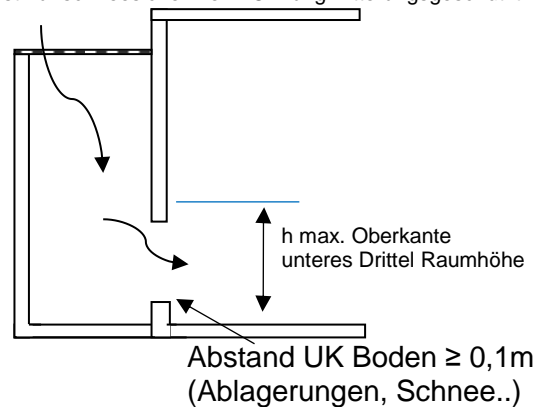 h max. Oberkante
unteres Drittel Raumhöhe
Abstand UK Boden ≥ 0,1m
(Ablagerungen, Schnee..)